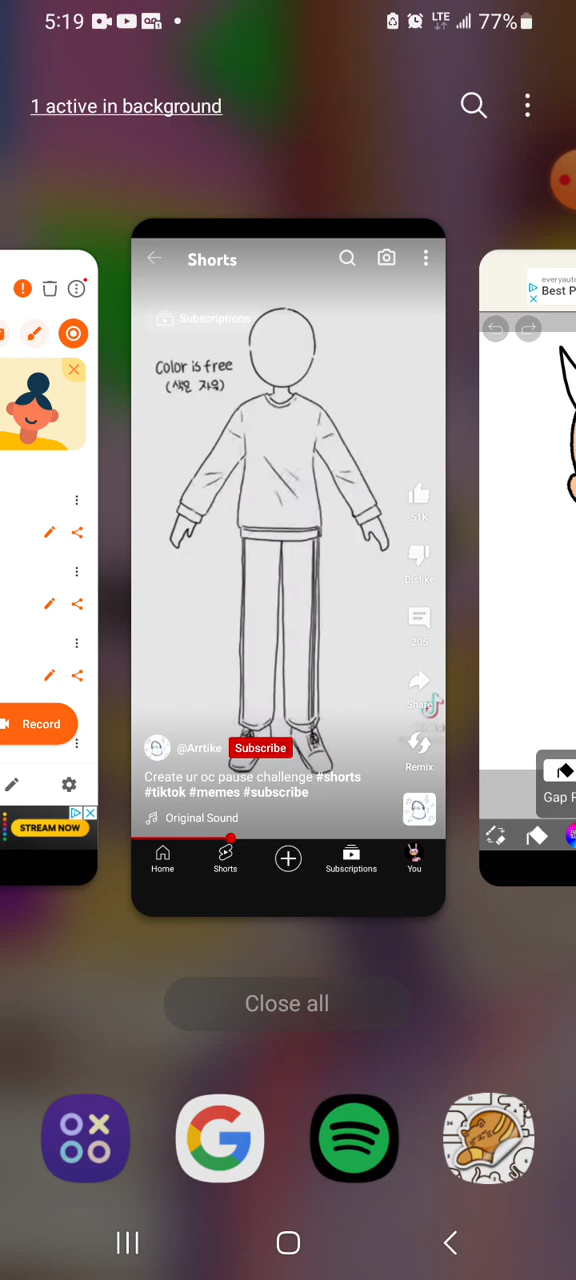 5:19
LTE
77%
1 active in background
Shorts
Subscriptions
Color is free
(색은 자유)
51K
Dislike
205
Share
Remix
@Arrtike
Subscribe
Create ur oc pause challenge #shorts
#tiktok #memes #subscribe
Original Sound
Home
Shorts
Subscriptions
You
Record
STREAM NOW
everyauto
Best P
Gap F
Close all